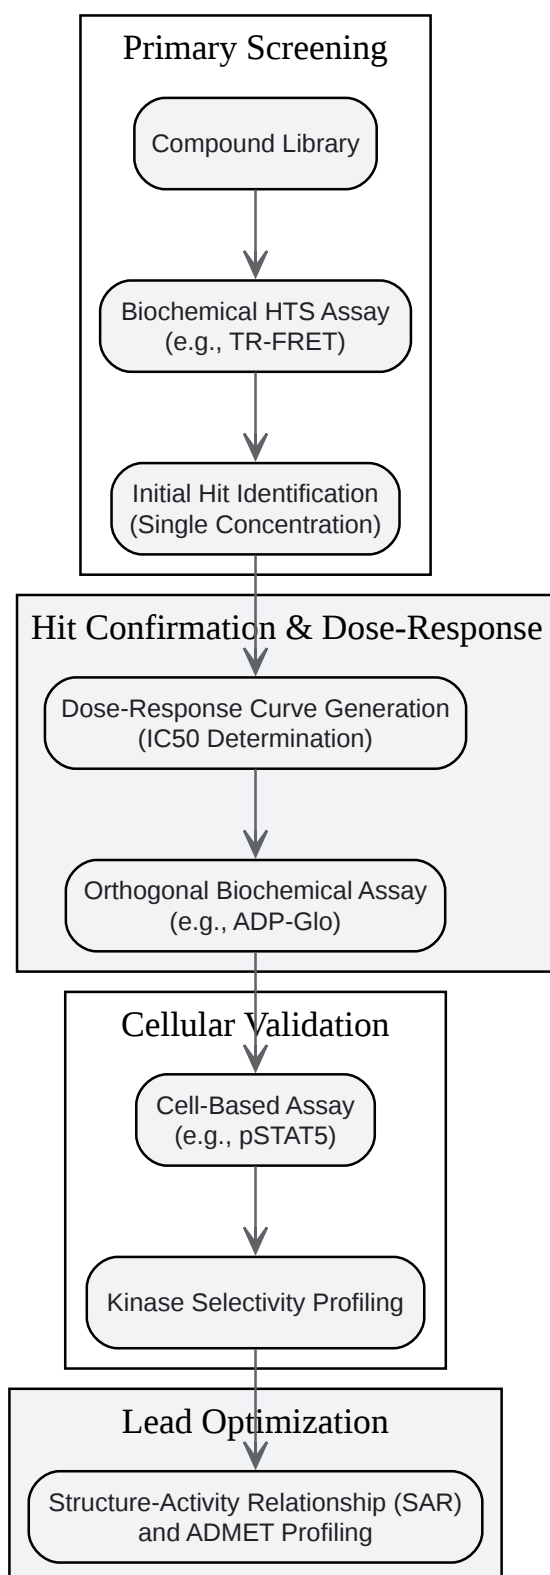 Primary Screening
Compound Library
Biochemical HTS Assay
(e.g., TR-FRET)
Initial Hit Identification
(Single Concentration)
Hit Confirmation & Dose-Response
Dose-Response Curve Generation
(IC50 Determination)
Orthogonal Biochemical Assay
(e.g., ADP-Glo)
Cellular Validation
Cell-Based Assay
(e.g., pSTAT5)
Kinase Selectivity Profiling
Lead Optimization
Structure-Activity Relationship (SAR)
and ADMET Profiling